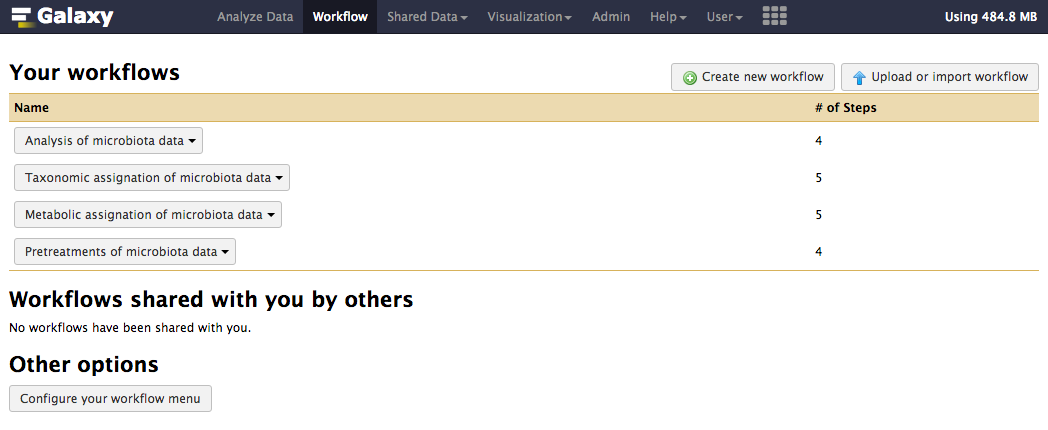 Galaxy Analyze Data Workflow Shared Data Visualization Admin Help User Using 484.8 MB
Your workflows Create new workflow Upload or import workflow
Name # of Steps
Analysis of microbiota data 4
Taxonomic assignation of microbiota data 5
Metabolic assignation of microbiota data 5
Pretreatments of microbiota data 4
Workflows shared with you by others
No workflows have been shared with you.
Other options
Configure your workflow menu